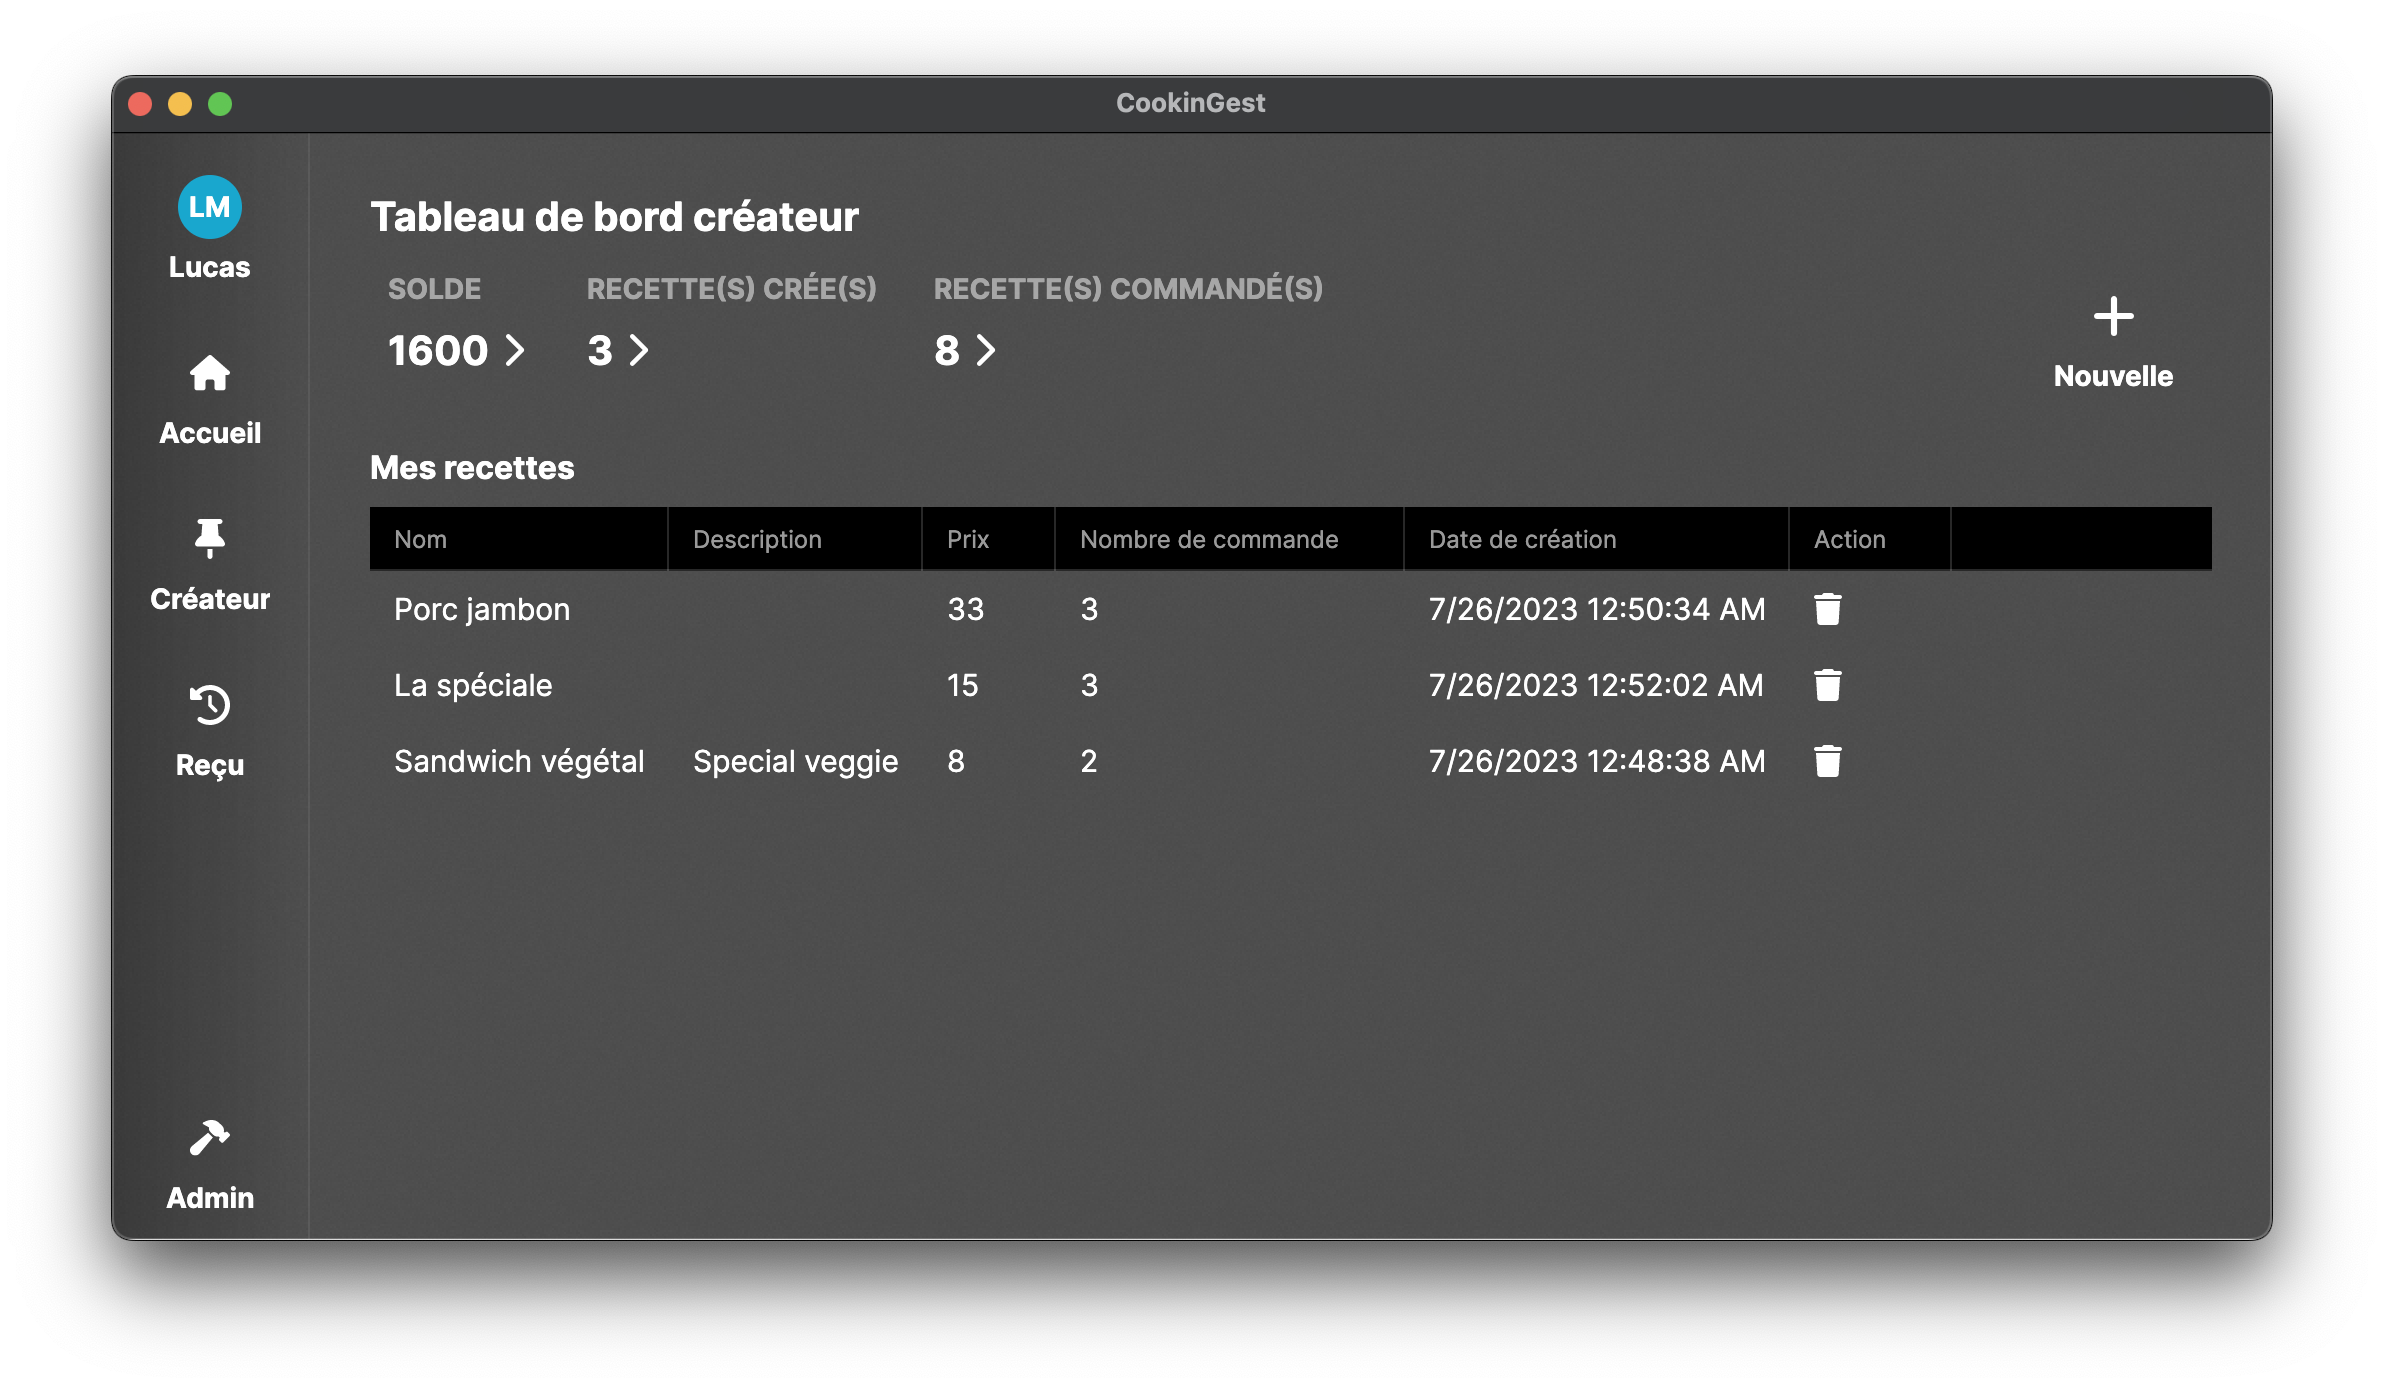 CookinGest
LM
Lucas
Accueil
Créateur
Reçu
Admin
Tableau de bord créateur
SOLDE RECETTE(S) CRÉE(S) RECETTE(S) COMMANDÉ(S)
1600 3 8
Nouvelle
Mes recettes
Nom Description Prix Nombre de commande Date de création Action
Porc jambon 33 3 7/26/2023 12:50:34 AM
La spéciale 15 3 7/26/2023 12:52:02 AM
Sandwich végétal Special veggie 8 2 7/26/2023 12:48:38 AM